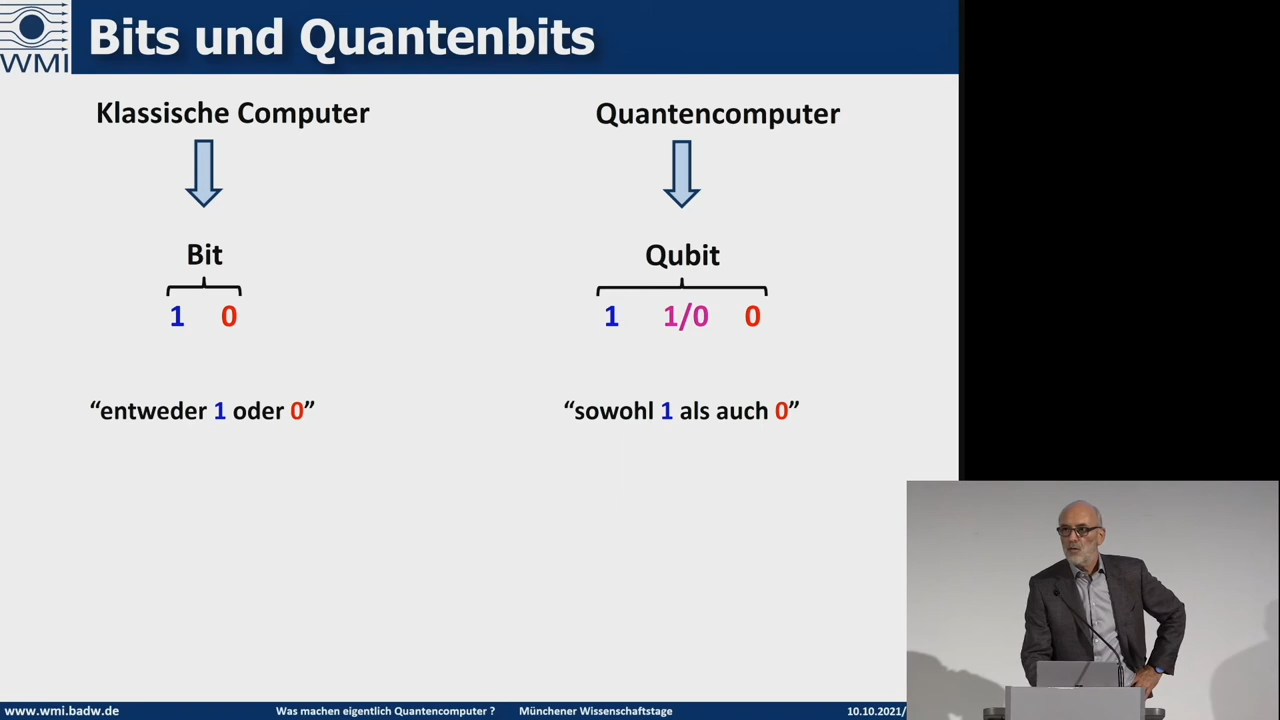 WMI
Bits und Quantenbits
Klassische Computer
Quantencomputer
Bit
Qubit
1 0
1 1/0 0
“entweder 1 oder 0”
“sowohl 1 als auch 0”
www.wmi.badw.de
Was machen eigentlich Quantencomputer ?
Münchener Wissenschaftstage
10.10.2021/